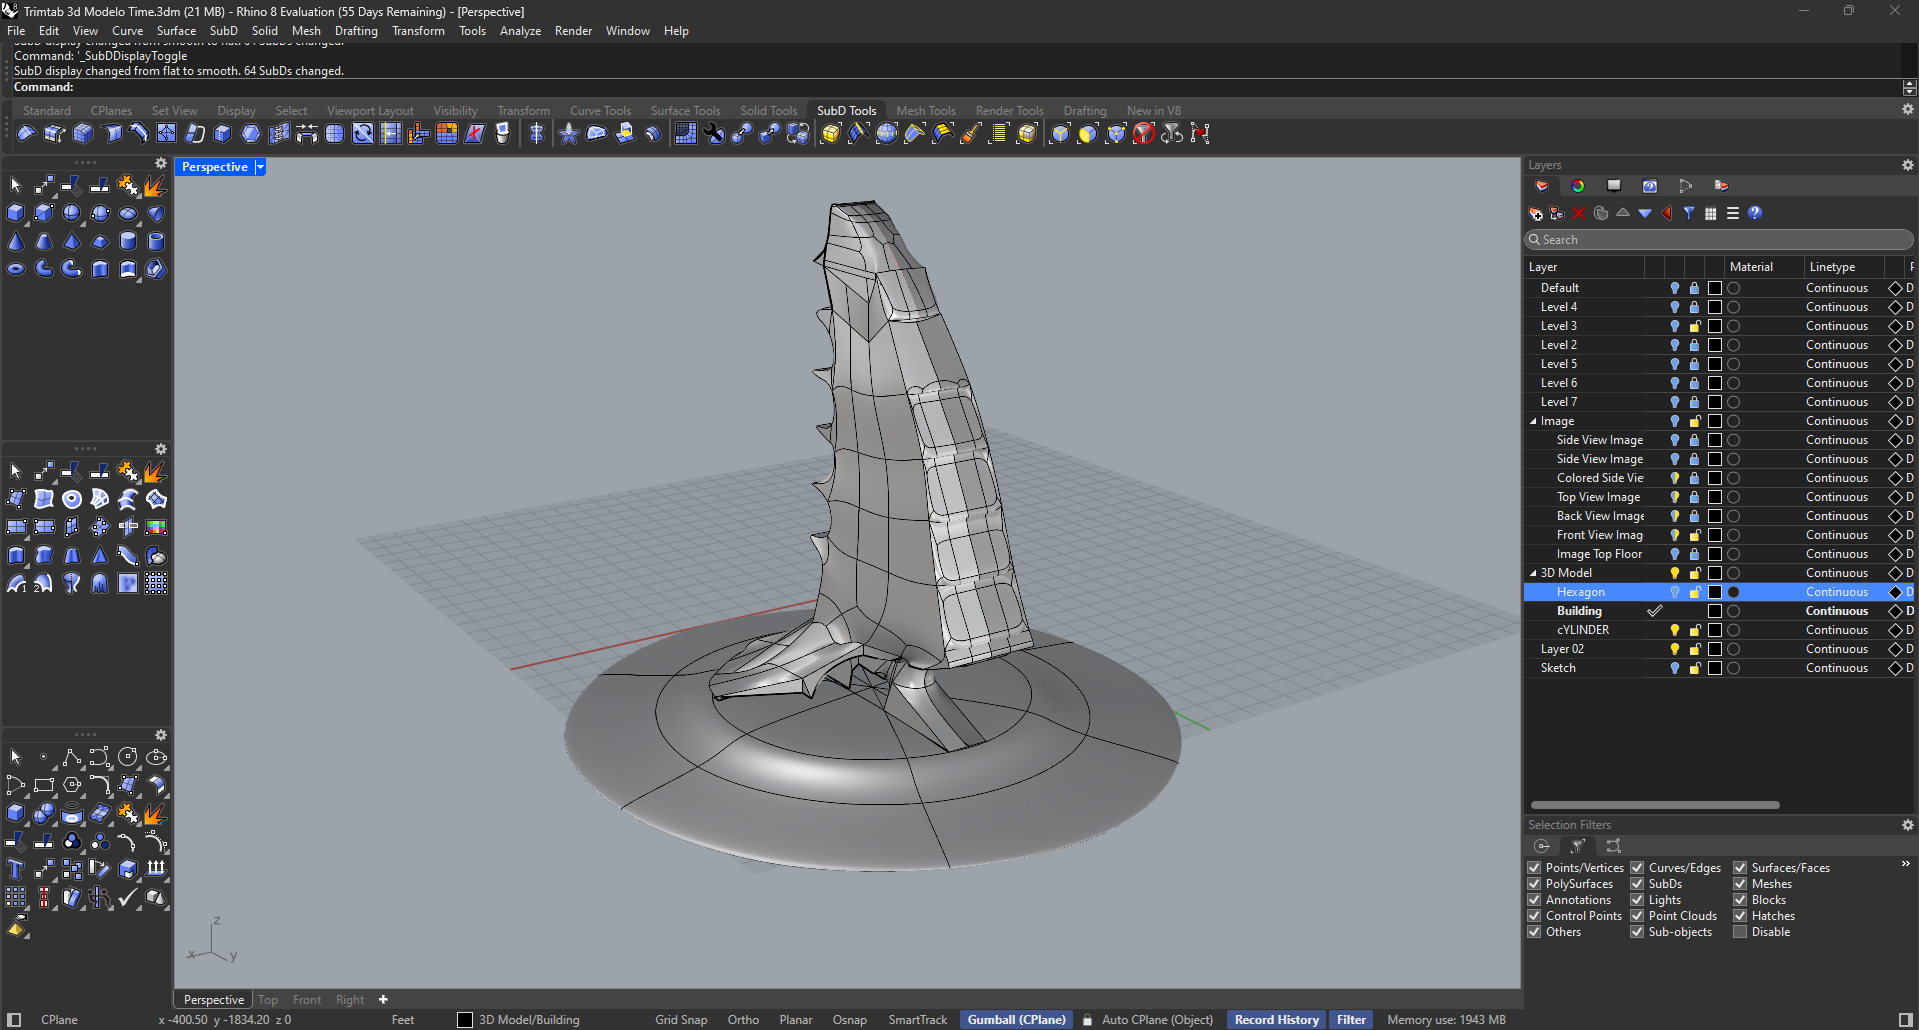 Trimtab 3d Modelo Time.3dm (21 MB) - Rhino 8 Evaluation (55 Days Remaining) - [Perspective]
File Edit View Curve Surface SubD Solid Mesh Drafting Transform Tools Analyze Render Window Help
SubD display changed from smooth to flat. 64 SubDs changed.
Command: '_SubDDisplayToggle
SubD display changed from flat to smooth. 64 SubDs changed.
Command:
Standard CPlanes Set View Display Select Viewport Layout Visibility Transform Curve Tools Surface Tools Solid Tools SubD Tools Mesh Tools Render Tools Drafting New in V8
Perspective
z
x
y
Layers
Search
Layer Material Linetype P
Default Continuous D
Level 4 Continuous D
Level 3 Continuous D
Level 2 Continuous D
Level 5 Continuous D
Level 6 Continuous D
Level 7 Continuous D
Image Continuous D
Side View Image Continuous D
Side View Image Continuous D
Colored Side Vie Continuous D
Top View Image Continuous D
Back View Image Continuous D
Front View Imag Continuous D
Image Top Floor Continuous D
3D Model Continuous D
Hexagon Continuous D
Building Continuous D
cYLINDER Continuous D
Layer 02 Continuous D
Sketch Continuous D
Selection Filters
Points/Vertices Curves/Edges Surfaces/Faces
PolySurfaces SubDs Meshes
Annotations Lights Blocks
Control Points Point Clouds Hatches
Others Sub-objects Disable
Perspective Top Front Right
CPlane x -400.50 y -1834.20 z 0 Feet 3D Model/Building Grid Snap Ortho Planar Osnap SmartTrack Gumball (CPlane) Auto CPlane (Object) Record History Filter Memory use: 1943 MB